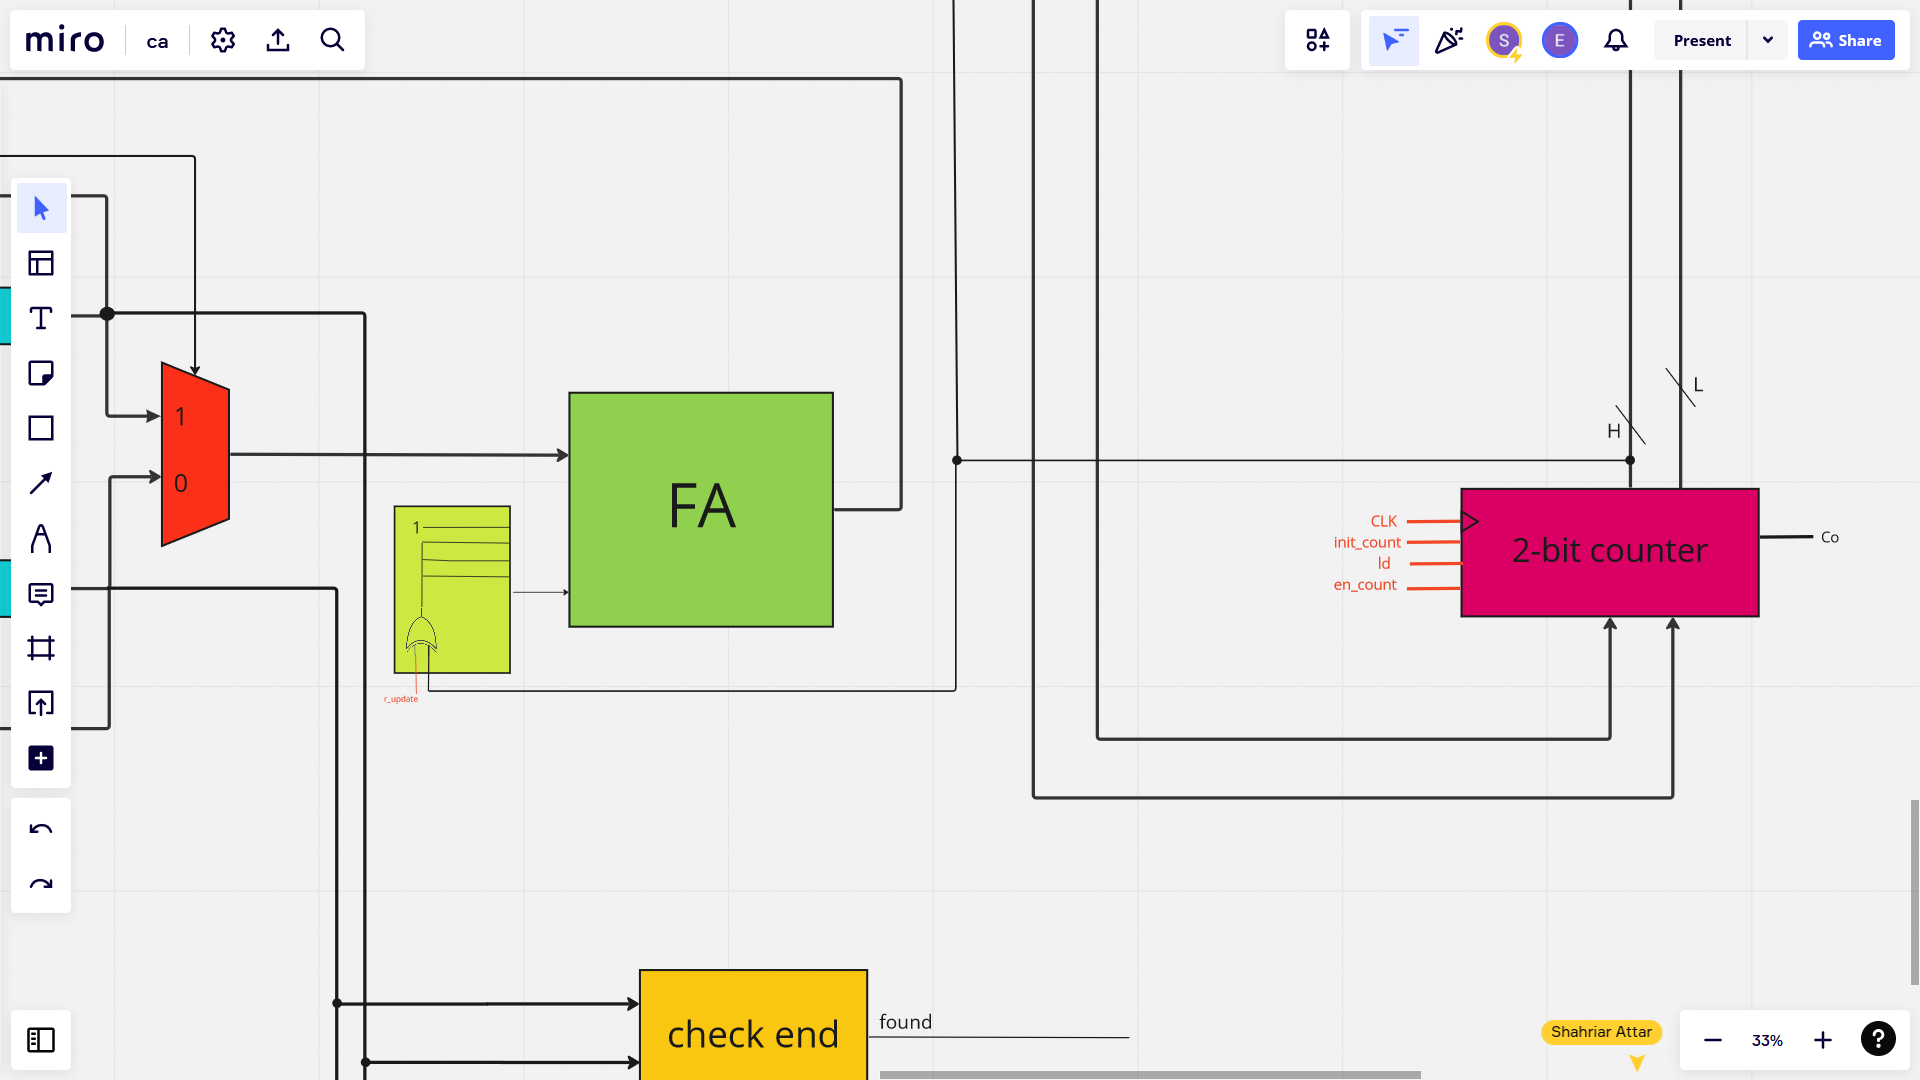 miro
ca
S
E
Present
Share
1
0
FA
1
r_update
H
L
CLK
init_count
ld
en_count
2-bit counter
Co
check end
found
Shahriar Attar
33%
?